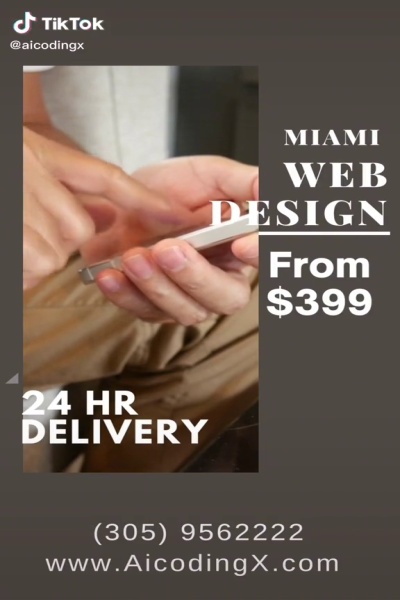 TikTok
@aicodingx
MIAMI
WEB
DESIGN
From
$399
24 HR
DELIVERY
(305) 9562222
www.AicodingX.com